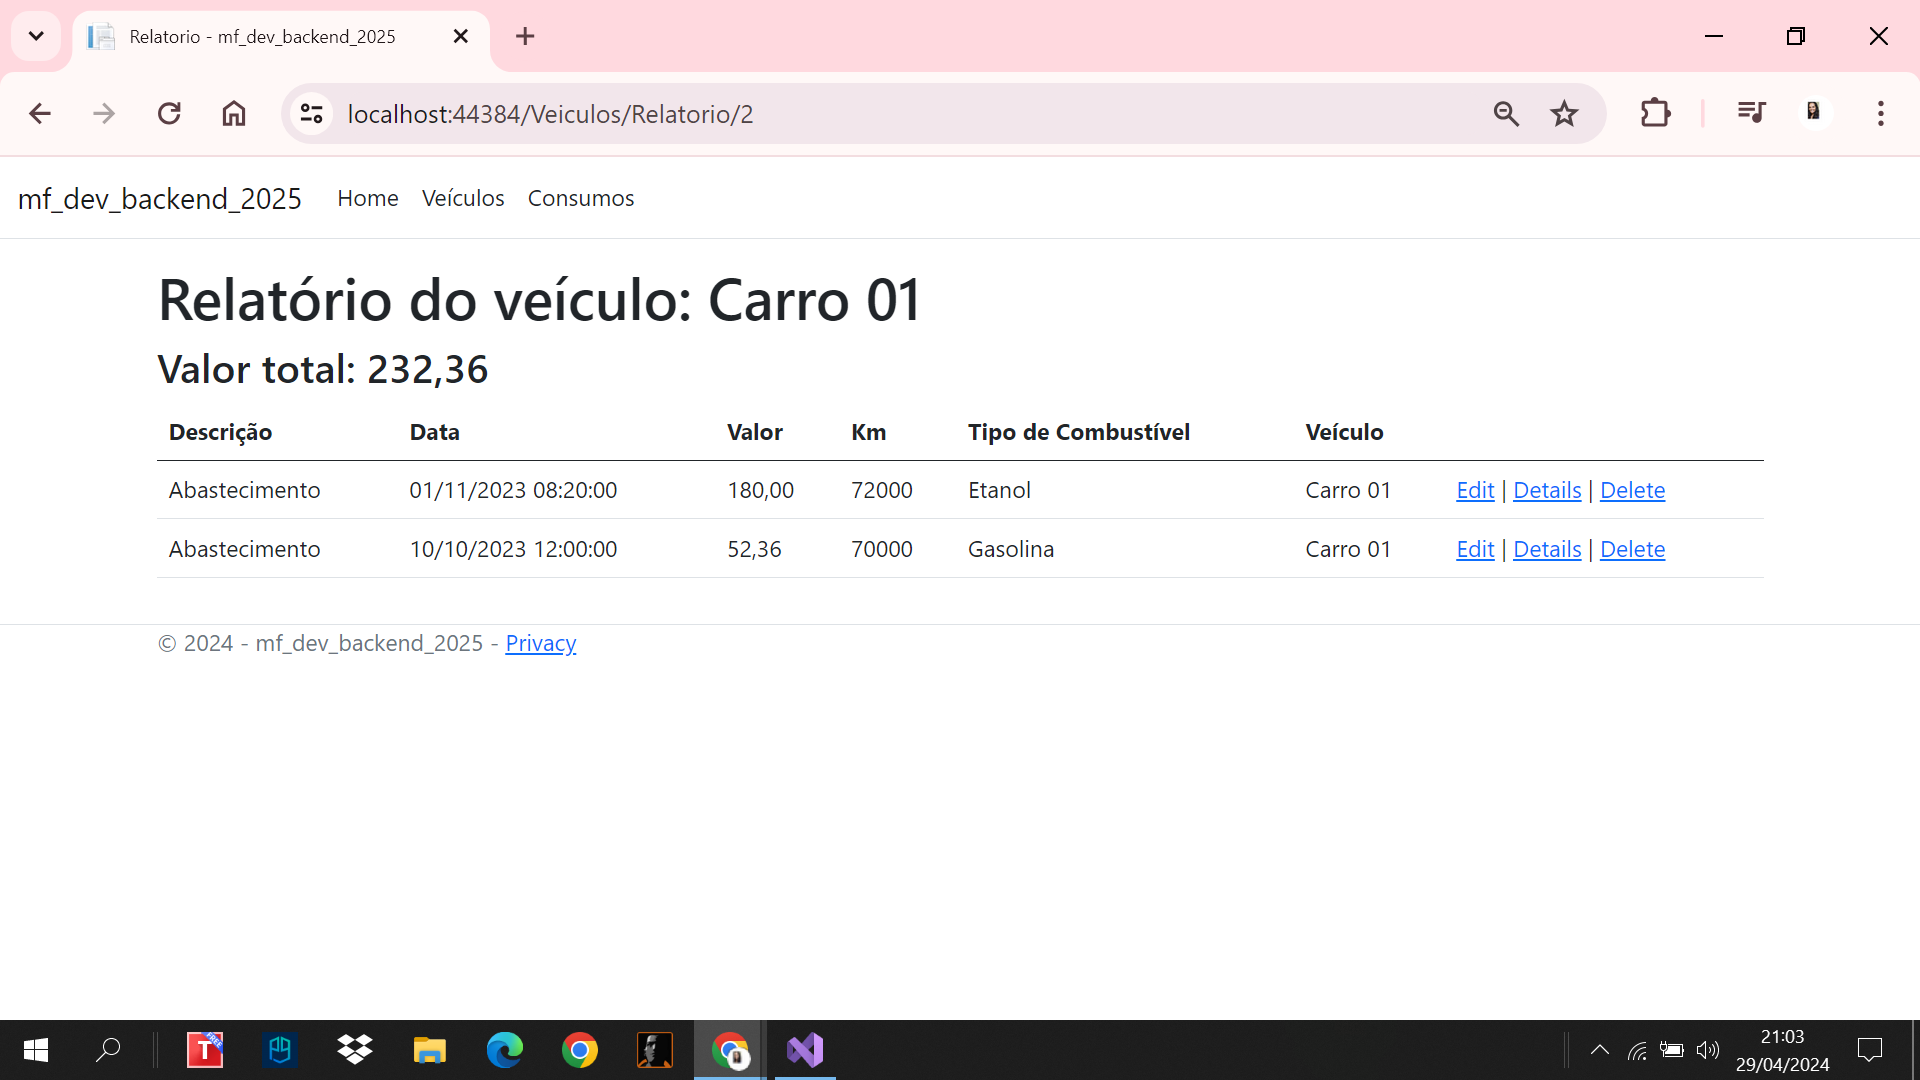 Relatorio - mf_dev_backend_2025
localhost:44384/Veiculos/Relatorio/2
mf_dev_backend_2025 Home Veículos Consumos
Relatório do veículo: Carro 01
Valor total: 232,36
Descrição Data Valor Km Tipo de Combustível Veículo
Abastecimento 01/11/2023 08:20:00 180,00 72000 Etanol Carro 01 Edit | Details | Delete
Abastecimento 10/10/2023 12:00:00 52,36 70000 Gasolina Carro 01 Edit | Details | Delete
© 2024 - mf_dev_backend_2025 - Privacy
T FREE
21:03
29/04/2024